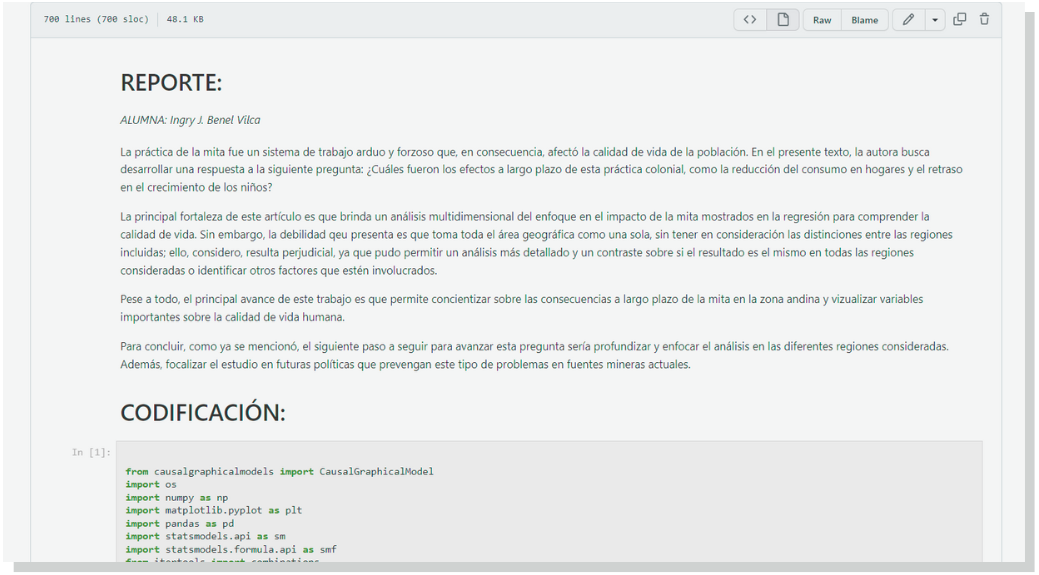 700 lines (700 sloc) 48.1 KB
Raw Blame
REPORTE:
ALUMNA: Ingry J. Benel Vilca
La práctica de la mita fue un sistema de trabajo arduo y forzoso que, en consecuencia, afectó la calidad de vida de la población. En el presente texto, la autora busca
desarrollar una respuesta a la siguiente pregunta: ¿Cuáles fueron los efectos a largo plazo de esta práctica colonial, como la reducción del consumo en hogares y el retraso
en el crecimiento de los niños?
La principal fortaleza de este artículo es que brinda un análisis multidimensional del enfoque en el impacto de la mita mostrados en la regresión para comprender la
calidad de vida. Sin embargo, la debilidad qeu presenta es que toma toda el área geográfica como una sola, sin tener en consideración las distinciones entre las regiones
incluidas; ello, considero, resulta perjudicial, ya que pudo permitir un análisis más detallado y un contraste sobre si el resultado es el mismo en todas las regiones
consideradas o identificar otros factores que estén involucrados.
Pese a todo, el principal avance de este trabajo es que permite concientizar sobre las consecuencias a largo plazo de la mita en la zona andina y vizualizar variables
importantes sobre la calidad de vida humana.
Para concluir, como ya se mencionó, el siguiente paso a seguir para avanzar esta pregunta sería profundizar y enfocar el análisis en las diferentes regiones consideradas.
Además, focalizar el estudio en futuras políticas que prevengan este tipo de problemas en fuentes mineras actuales.
CODIFICACIÓN:
In [1]:
from causalgraphicalmodels import CausalGraphicalModel
import os
import numpy as np
import matplotlib.pyplot as plt
import pandas as pd
import statsmodels.api as sm
import statsmodels.formula.api as smf
from itertools import combinations